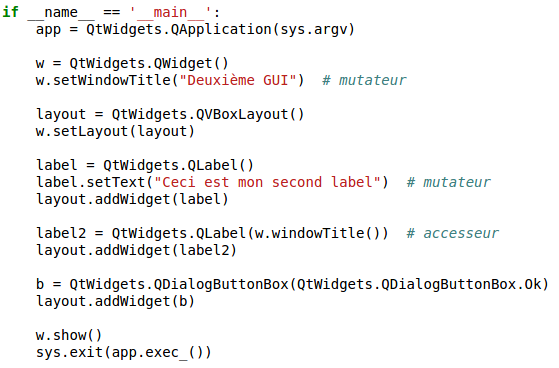 if __name__ == '__main__':
    app = QtWidgets.QApplication(sys.argv)

    w = QtWidgets.QWidget()
    w.setWindowTitle("Deuxième GUI")  # mutateur

    layout = QtWidgets.QVBoxLayout()
    w.setLayout(layout)

    label = QtWidgets.QLabel()
    label.setText("Ceci est mon second label")  # mutateur
    layout.addWidget(label)

    label2 = QtWidgets.QLabel(w.windowTitle())  # accesseur
    layout.addWidget(label2)

    b = QtWidgets.QDialogButtonBox(QtWidgets.QDialogButtonBox.Ok)
    layout.addWidget(b)

    w.show()
    sys.exit(app.exec_())